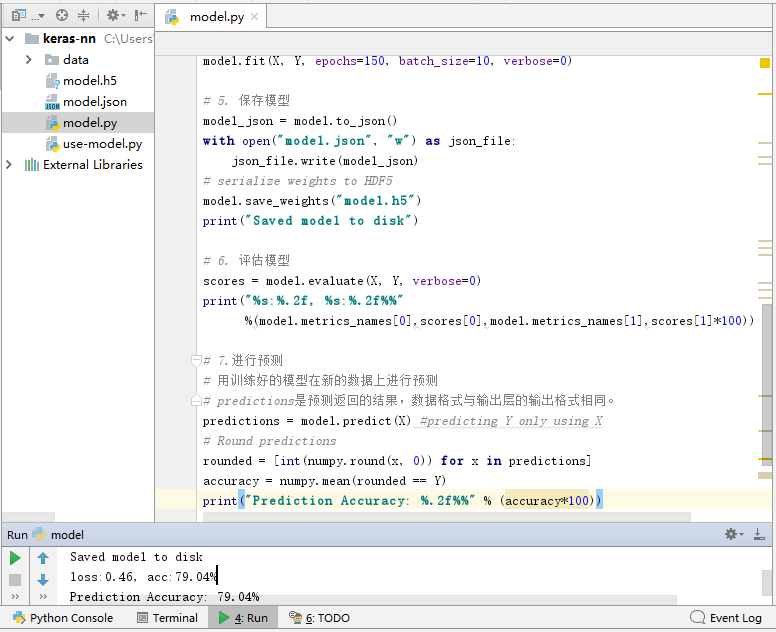 model.py
keras-nn C:\Users
data
model.h5
model.json
model.py
use-model.py
External Libraries
model.fit(X, Y, epochs=150, batch_size=10, verbose=0)
# 5. 保存模型
model_json = model.to_json()
with open("model.json", "w") as json_file:
json_file.write(model_json)
# serialize weights to HDF5
model.save_weights("model.h5")
print("Saved model to disk")
# 6. 评估模型
scores = model.evaluate(X, Y, verbose=0)
print("%s:%.2f, %s:%.2f%%"
%(model.metrics_names[0],scores[0],model.metrics_names[1],scores[1]*100))
# 7.进行预测
# 用训练好的模型在新的数据上进行预测
# predictions是预测返回的结果，数据格式与输出层的输出格式相同。
predictions = model.predict(X) #predicting Y only using X
# Round predictions
rounded = [int(numpy.round(x, 0)) for x in predictions]
accuracy = numpy.mean(rounded == Y)
print("Prediction Accuracy: %.2f%%" % (accuracy*100))
Run model
Saved model to disk
loss:0.46, acc:79.04%
Prediction Accuracy: 79.04%
Python Console Terminal 4: Run 6: TODO Event Log